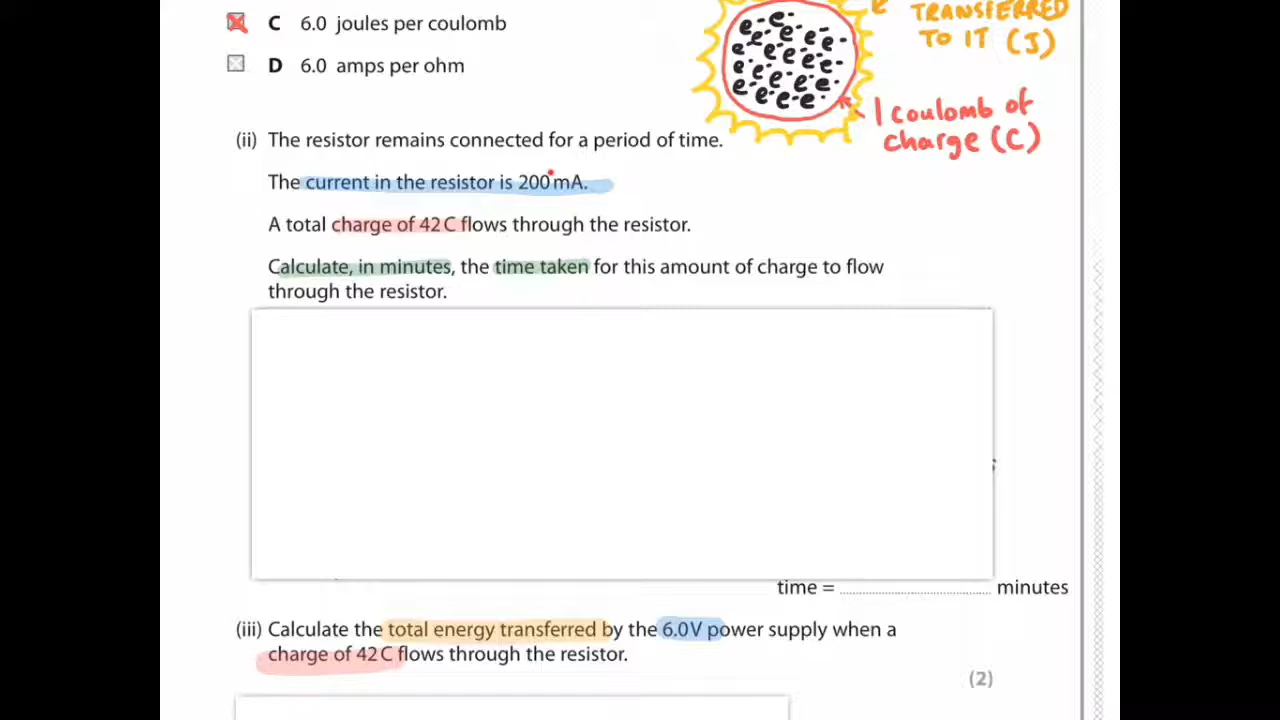 C 6.0 joules per coulomb
D 6.0 amps per ohm
TRANSFERRED
TO IT (J)
1 coulomb of
charge (C)
(ii) The resistor remains connected for a period of time.
The current in the resistor is 200 mA.
A total charge of 42 C flows through the resistor.
Calculate, in minutes, the time taken for this amount of charge to flow
through the resistor.
time = ........................................ minutes
(iii) Calculate the total energy transferred by the 6.0 V power supply when a
charge of 42 C flows through the resistor.
(2)